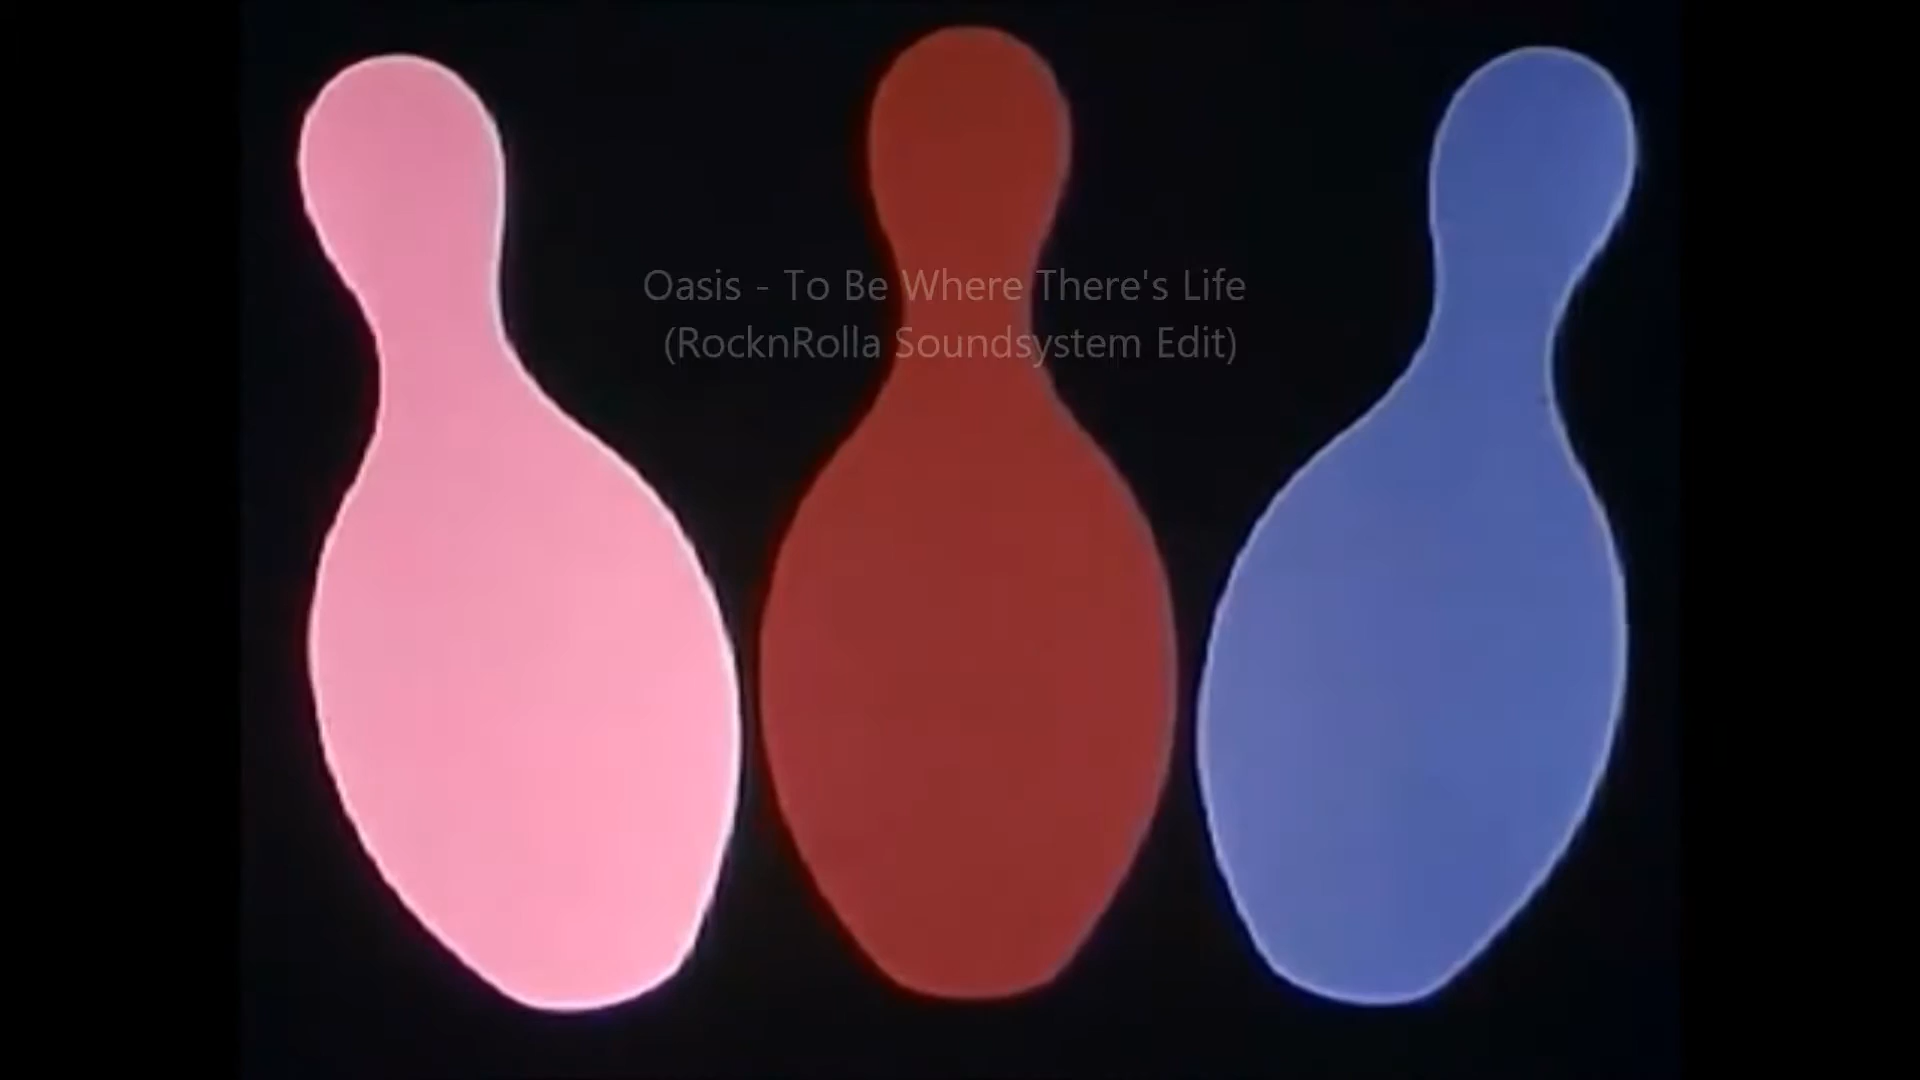 Oasis - To Be Where There's Life
(RocknRolla Soundsystem Edit)